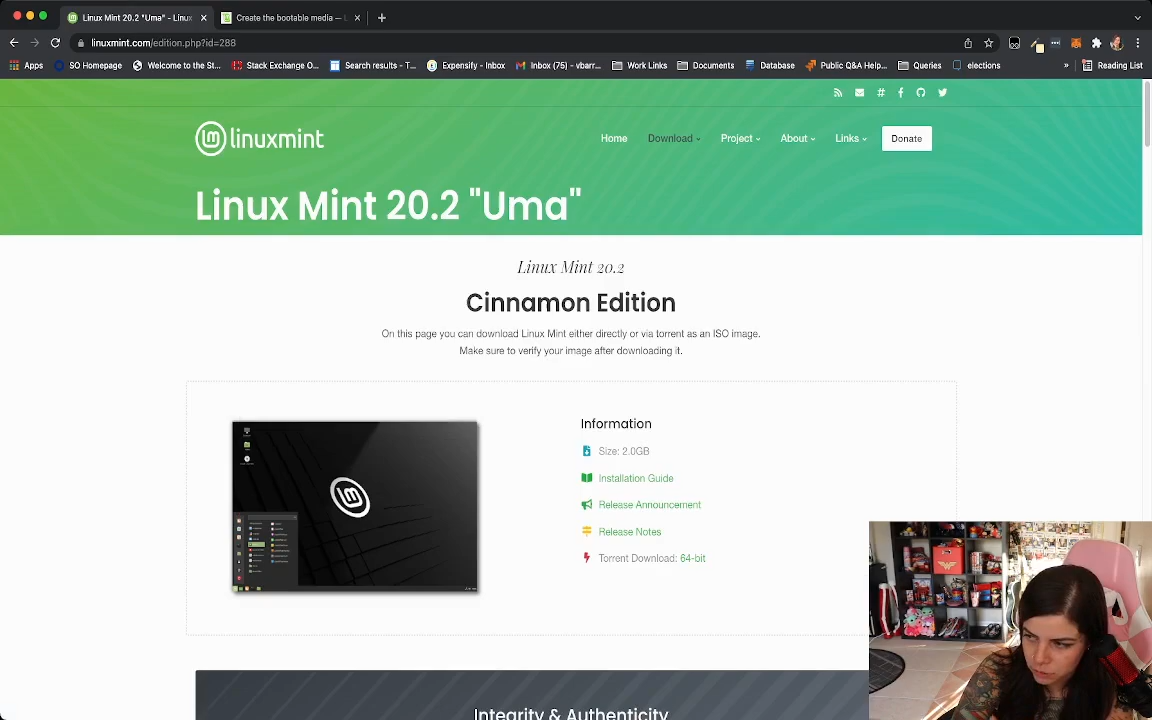 Linux Mint 20.2 "Uma" - Linux
Create the bootable media — L
linuxmint.com/edition.php?id=288
Apps
SO Homepage
Welcome to the St...
Stack Exchange O...
Search results - T...
Expensify - Inbox
Inbox (75) - vbarr...
Work Links
Documents
Database
Public Q&A Help...
Queries
elections
»
Reading List
linuxmint
Home
Download
Project
About
Links
Donate
Linux Mint 20.2 "Uma"
Linux Mint 20.2
Cinnamon Edition
On this page you can download Linux Mint either directly or via torrent as an ISO image.
Make sure to verify your image after downloading it.
Information
Size: 2.0GB
Installation Guide
Release Announcement
Release Notes
Torrent Download: 64-bit
Integrity & Authenticity